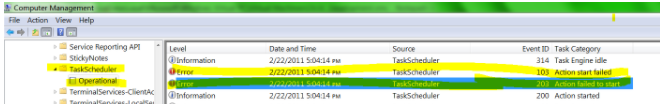 Computer Management
File Action View Help
Service Reporting API
StickyNotes
TaskScheduler
Operational
TerminalServices-ClientAc
TerminalServices-LocalSer
Level Date and Time Source Event ID Task Category
Information 2/22/2011 5:04:14 PM TaskScheduler 314 Task Engine idle
Error 2/22/2011 5:04:14 PM TaskScheduler 103 Action start failed
Error 2/22/2011 5:04:14 PM TaskScheduler 203 Action failed to start
Information 2/22/2011 5:04:14 PM TaskScheduler 200 Action started